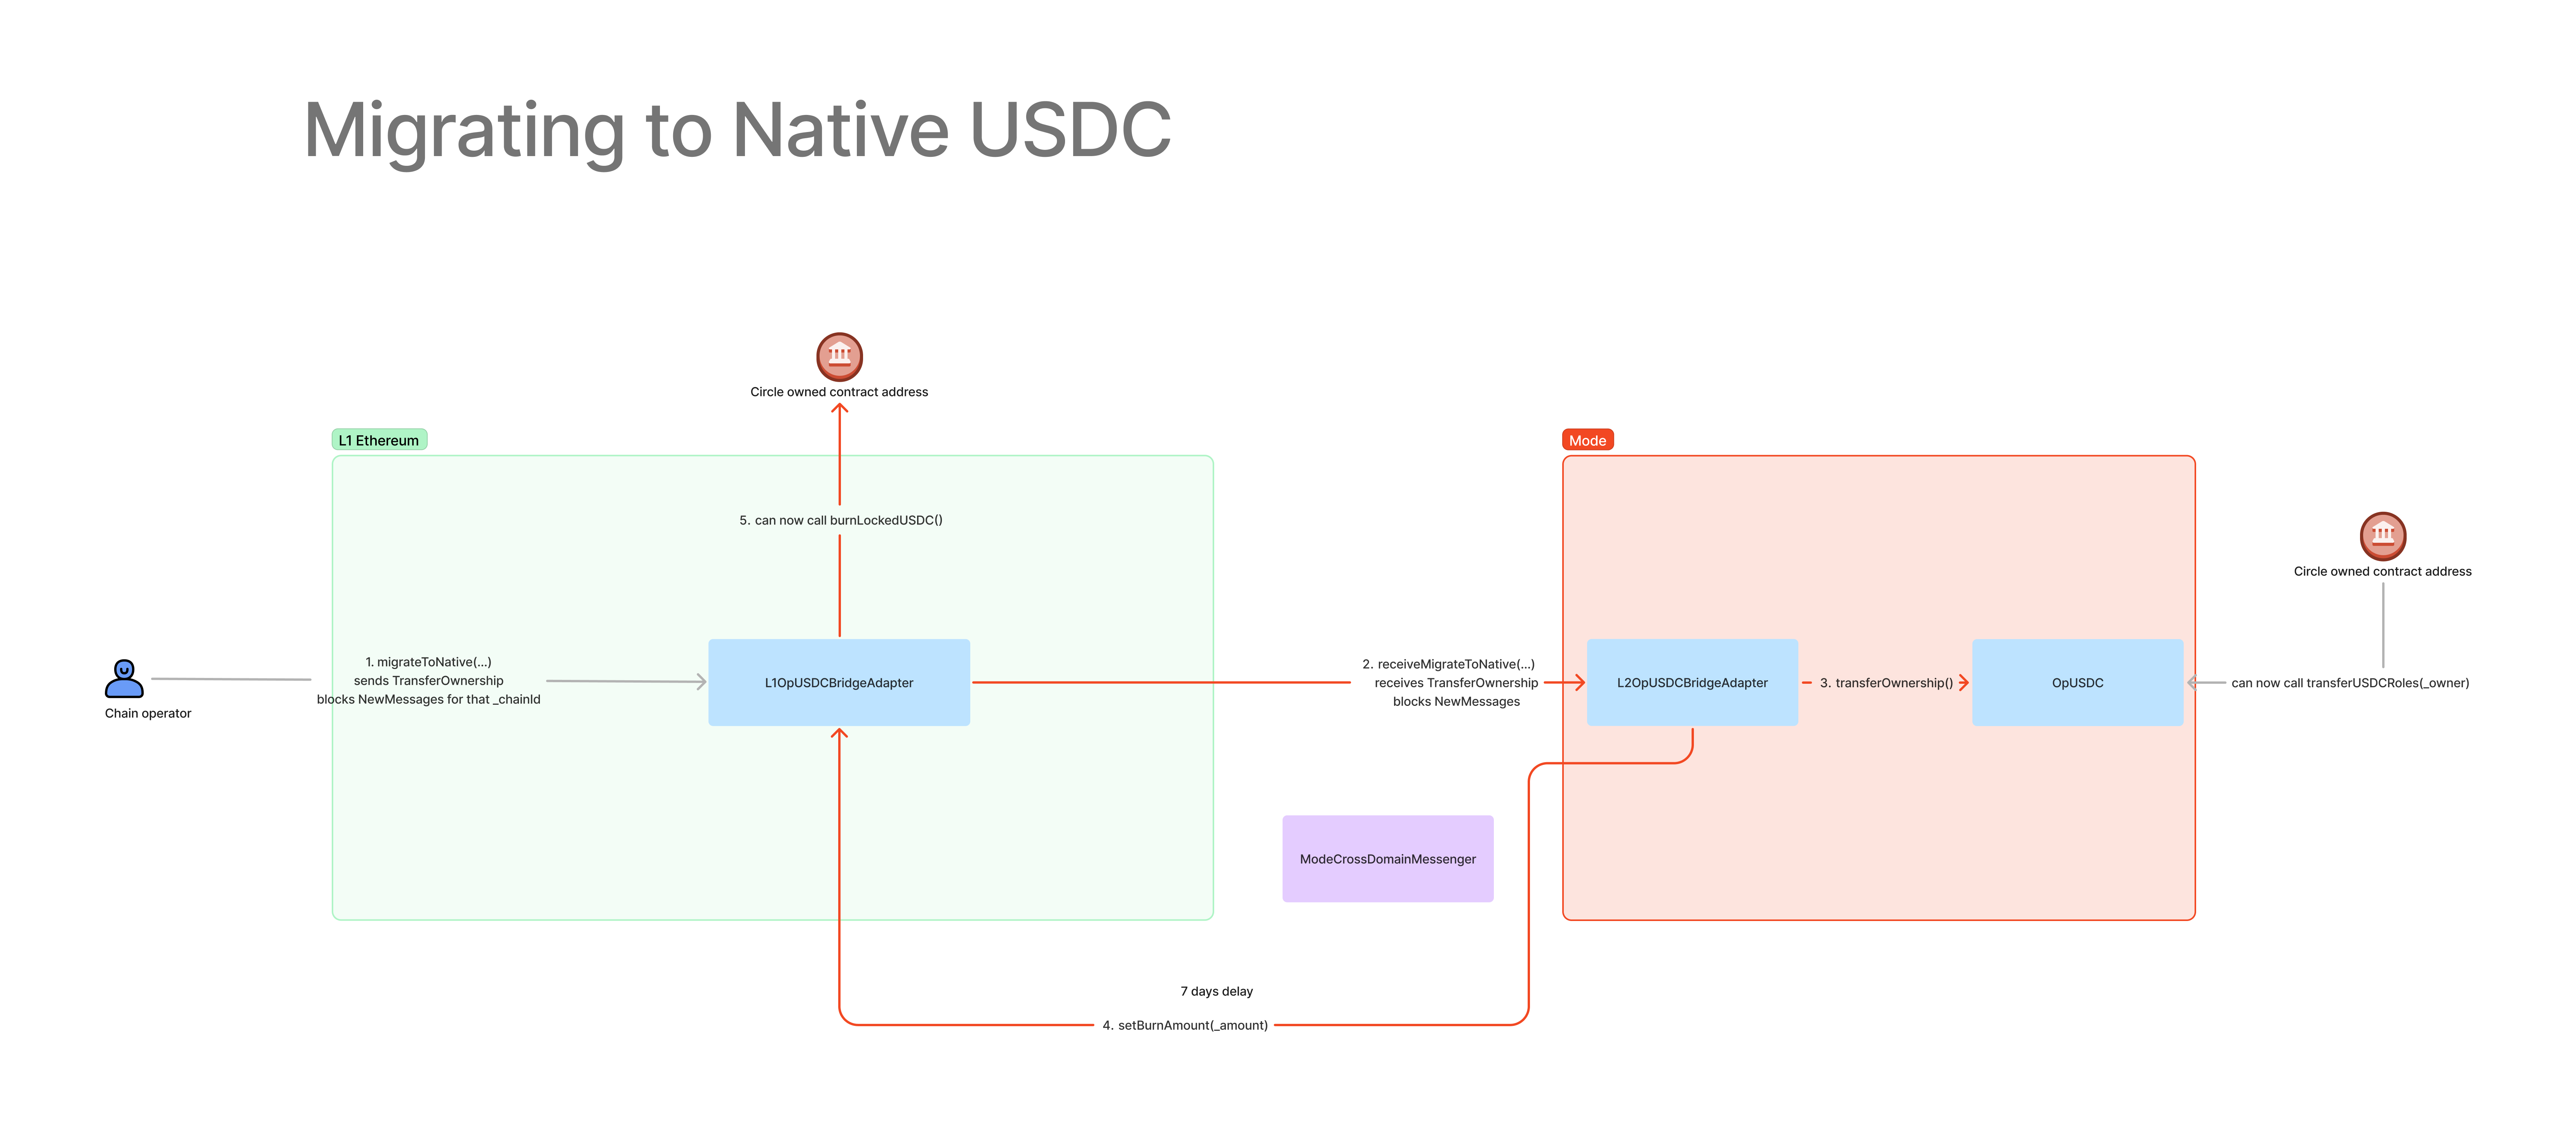 Migrating to Native USDC
Circle owned contract address
L1 Ethereum
Mode
5. can now call burnLockedUSDC()
Circle owned contract address
1. migrateToNative(...)
sends TransferOwnership
blocks NewMessages for that _chainId
Chain operator
L1OpUSDCBridgeAdapter
2. receiveMigrateToNative(...)
receives TransferOwnership
blocks NewMessages
L2OpUSDCBridgeAdapter
3. transferOwnership()
OpUSDC
can now call transferUSDCRoles(_owner)
ModeCrossDomainMessenger
7 days delay
4. setBurnAmount(_amount)